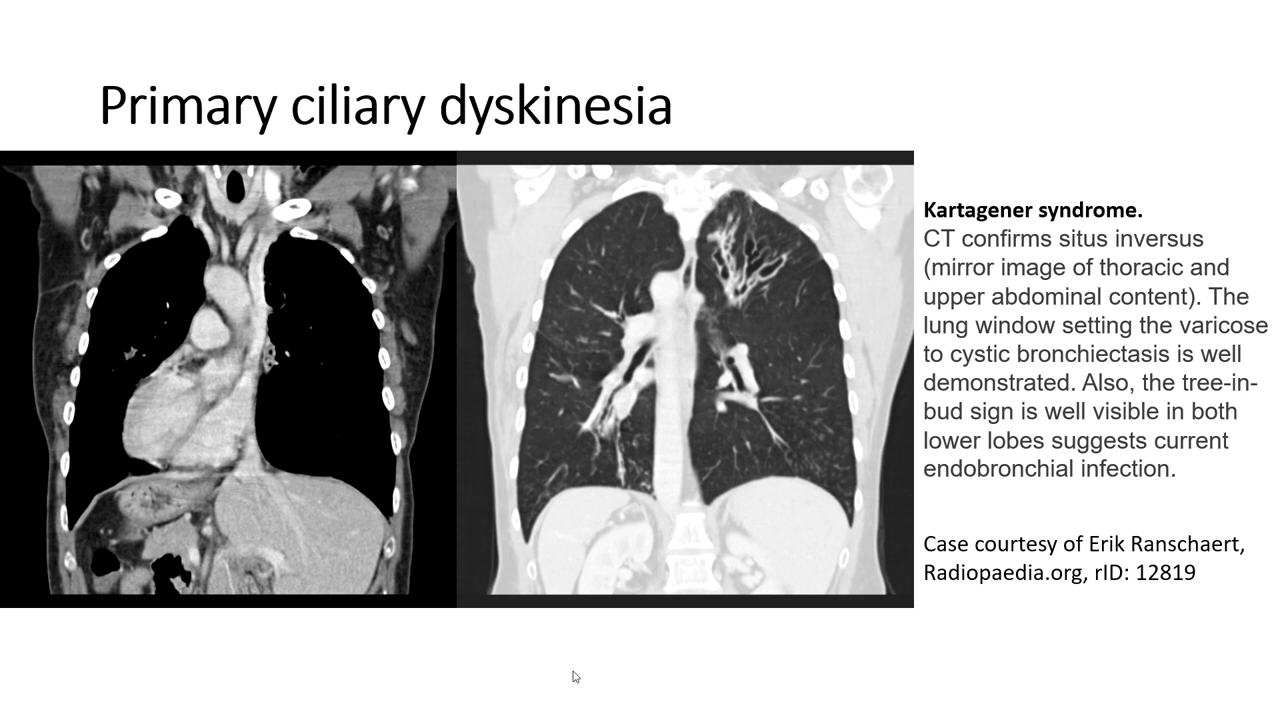 Primary ciliary dyskinesia
Kartagener syndrome.
CT confirms situs inversus
(mirror image of thoracic and
upper abdominal content). The
lung window setting the varicose
to cystic bronchiectasis is well
demonstrated. Also, the tree-in-
bud sign is well visible in both
lower lobes suggests current
endobronchial infection.
Case courtesy of Erik Ranschaert,
Radiopaedia.org, rID: 12819